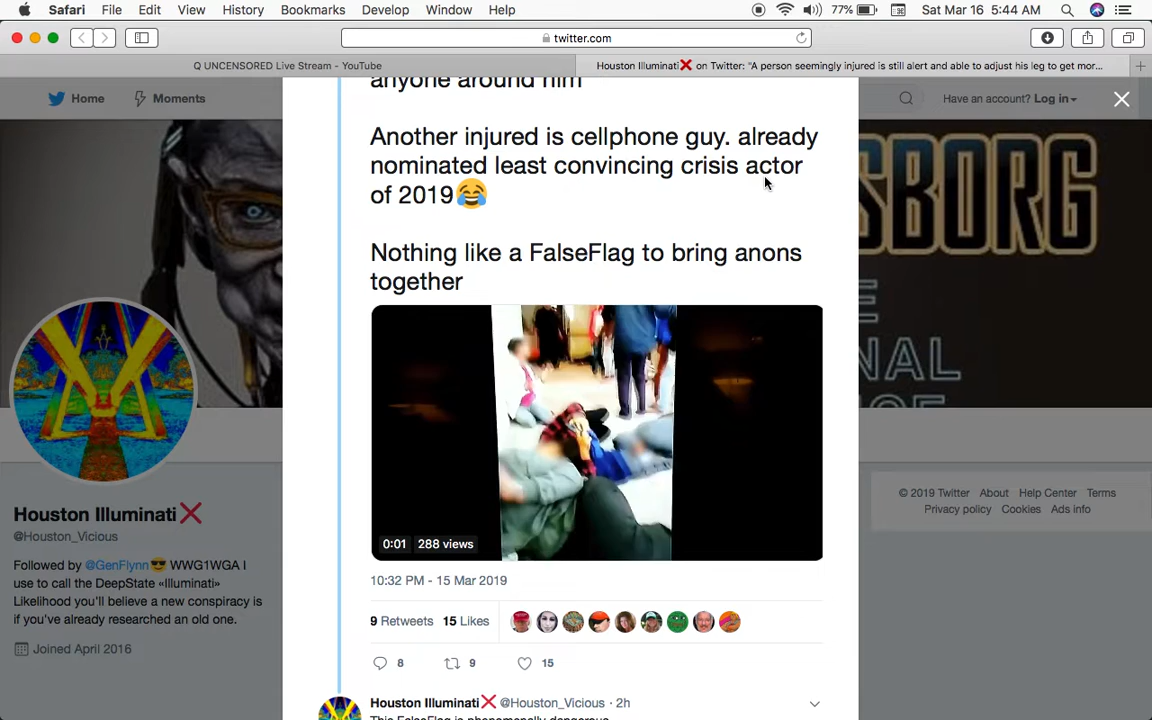 Safari File Edit View History Bookmarks Develop Window Help 77% Sat Mar 16 5:44 AM
twitter.com
Q UNCENSORED Live Stream - YouTube
Houston Illuminati❌ on Twitter: "A person seemingly injured is still alert and able to adjust his leg to get mor...
Home Moments
Have an account? Log in
anyone around him
Another injured is cellphone guy. already
nominated least convincing crisis actor
of 2019😂
Nothing like a FalseFlag to bring anons
together
0:01 288 views
10:32 PM - 15 Mar 2019
9 Retweets 15 Likes
8 9 15
Houston Illuminati❌ @Houston_Vicious · 2h
This FalseFlag is phenomenally dangerous
Houston Illuminati❌
@Houston_Vicious
Followed by @GenFlynn😎 WWG1WGA I
use to call the DeepState «Illuminati»
Likelihood you'll believe a new conspiracy is
if you've already researched an old one.
Joined April 2016
SBORG
E
NAL
© 2019 Twitter About Help Center Terms
Privacy policy Cookies Ads info